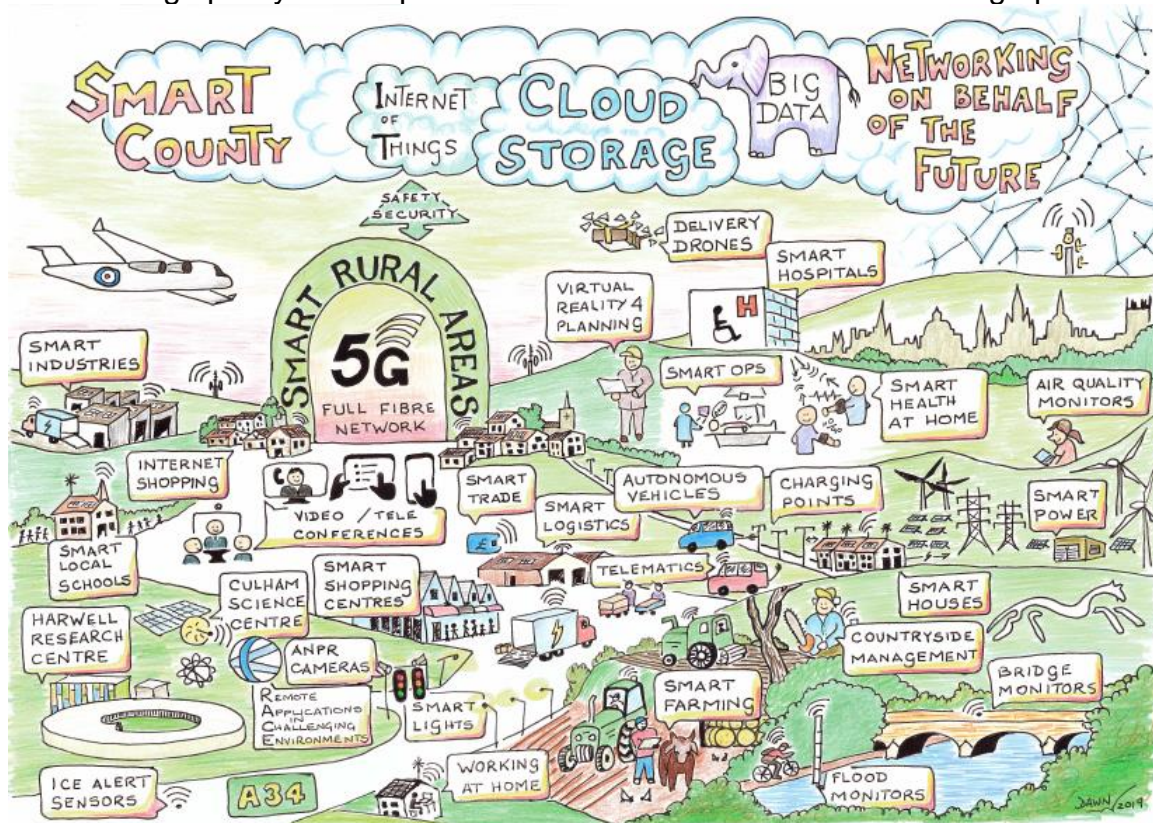 SMART
COUNTY
INTERNET
OF
THINGS
CLOUD
STORAGE
BIG
DATA
NETWORKING
ON BEHALF
OF THE
FUTURE
SAFETY
SECURITY
DELIVERY
DRONES
SMART
HOSPITALS
H
VIRTUAL
REALITY 4
PLANNING
SMART RURAL AREAS
5G
FULL FIBRE
NETWORK
SMART
INDUSTRIES
SMART OPS
SMART
HEALTH
AT HOME
AIR QUALITY
MONITORS
INTERNET
SHOPPING
VIDEO / TELE
CONFERENCES
SMART
TRADE
£
SMART
LOGISTICS
AUTONOMOUS
VEHICLES
CHARGING
POINTS
SMART
POWER
SMART
LOCAL
SCHOOLS
CULHAM
SCIENCE
CENTRE
SMART
SHOPPING
CENTRES
TELEMATICS
SMART
HOUSES
HARWELL
RESEARCH
CENTRE
ANPR
CAMERAS
COUNTRYSIDE
MANAGEMENT
BRIDGE
MONITORS
REMOTE
APPLICATIONS
IN
CHALLENGING
ENVIRONMENTS
SMART
LIGHTS
SMART
FARMING
ICE ALERT
SENSORS
A34
WORKING
AT HOME
FLOOD
MONITORS
DAWN/2019